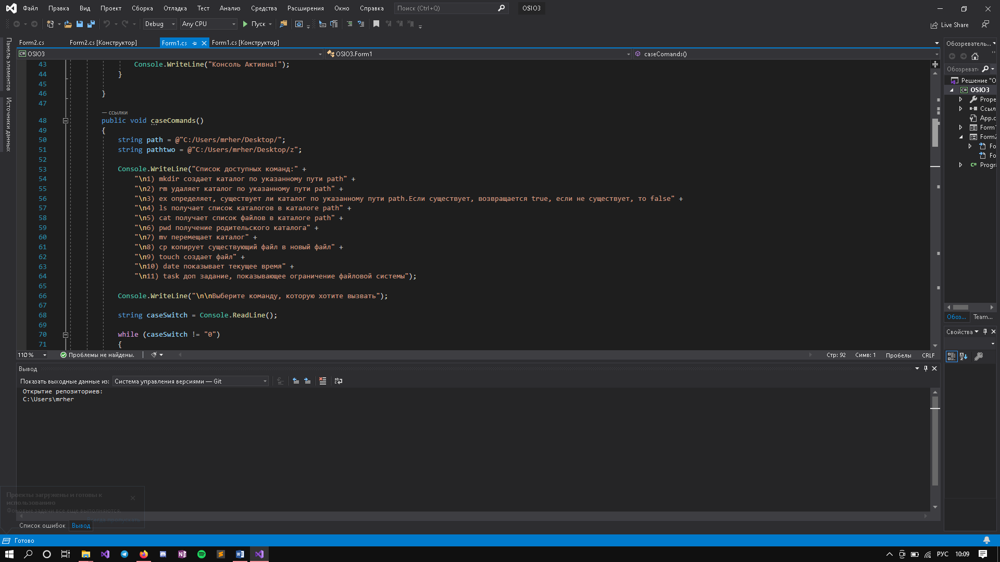 Файл Правка Вид Проект Сборка Отладка Тест Анализ Средства Расширения Окно Справка Поиск (Ctrl+Q) OSIO3
Debug Any CPU Пуск Live Share
Form2.cs Form2.cs [Конструктор] Form1.cs Form1.cs [Конструктор]
OSIO3 OSIO3.Form1 caseComands()
Панель элементов
Источники данных
43 Console.WriteLine("Консоль Активна!");
44 }
45
46 }
47
— ссылки
48 public void caseComands()
49 {
50 string path = @"C:/Users/mrher/Desktop/";
51 string pathtwo = @"C:/Users/mrher/Desktop/z";
52
53 Console.WriteLine("Список доступных команд:" +
54 "\n1) mkdir создает каталог по указанному пути path" +
55 "\n2) rm удаляет каталог по указанному пути path" +
56 "\n3) ex определяет, существует ли каталог по указанному пути path.Если существует, возвращается true, если не существует, то false" +
57 "\n4) ls получает список каталогов в каталоге path" +
58 "\n5) cat получает список файлов в каталоге path" +
59 "\n6) pwd получение родительского каталога" +
60 "\n7) mv перемещает каталог" +
61 "\n8) cp копирует существующий файл в новый файл" +
62 "\n9) touch создает файл" +
63 "\n10) date показывает текущее время" +
64 "\n11) task доп задание, показывающее ограничение файловой системы");
65
66 Console.WriteLine("\n\nВыберите команду, которую хотите вызвать");
67
68 string caseSwitch = Console.ReadLine();
69
70 while (caseSwitch != "0")
71 {
110 % Проблемы не найдены. Стр: 92 Симв: 1 Пробелы CRLF
Вывод
Показать выходные данные из: Система управления версиями — Git
Открытие репозиториев:
C:\Users\mrher
Проекты загружены и готовы к
использованию
Фоновые задачи все еще выполняются.
Список ошибок Вывод
Обозреватель...
Обозреват
Решение "O
OSIO3
Prope
Ссыл
App.c
Form1
Form2
Fo
Fo
Progr
Обоз... Team...
Свойства
Готово
РУС 10:09